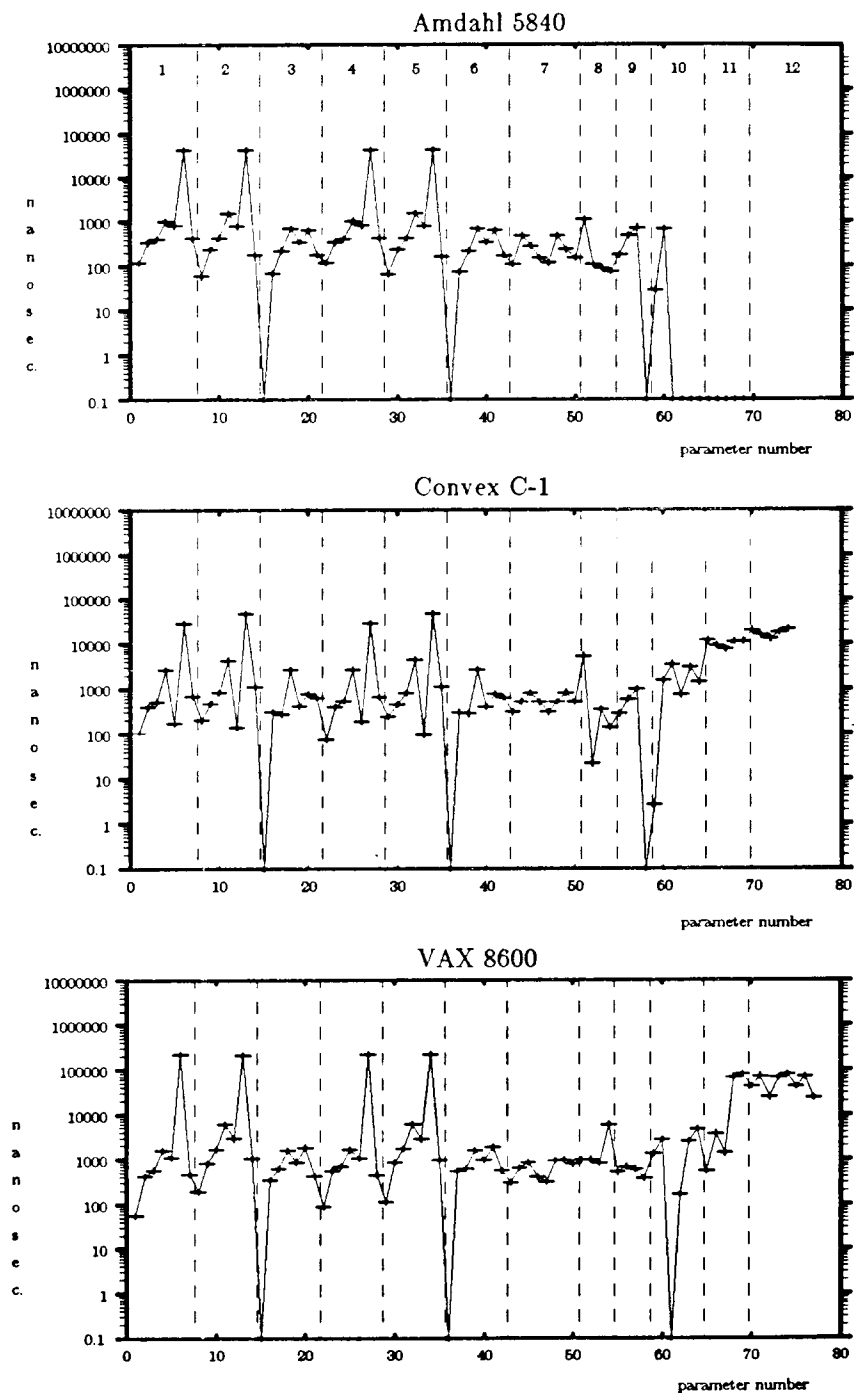 Amdahl 5840
10000000
1 2 3 4 5 6 7 8 9 10 11 12
1000000
100000
10000
1000
100
10
1
0.1
n
a
n
o
s
e
c.
0 10 20 30 40 50 60 70 80
parameter number
Convex C-1
10000000
1000000
100000
10000
1000
100
10
1
0.1
n
a
n
o
s
e
c.
0 10 20 30 40 50 60 70 80
parameter number
VAX 8600
10000000
1000000
100000
10000
1000
100
10
1
0.1
n
a
n
o
s
e
c.
0 10 20 30 40 50 60 70 80
parameter number